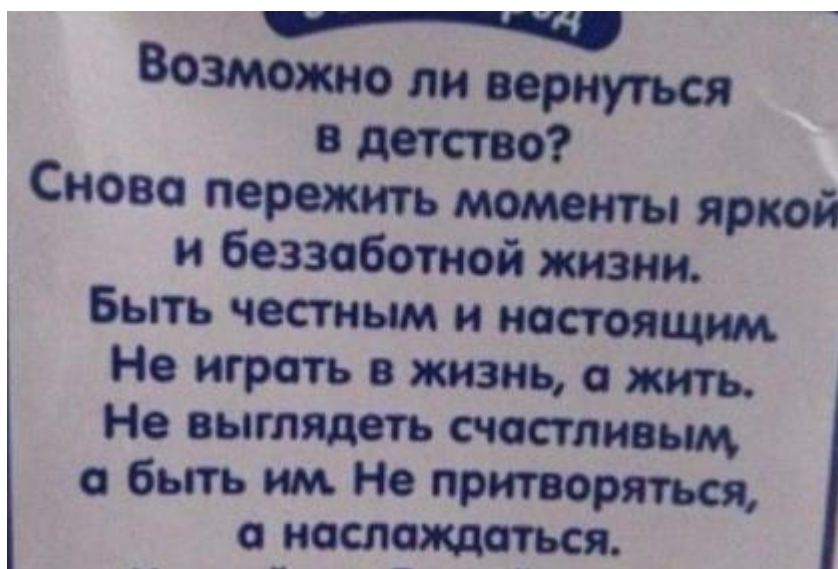 Возможно ли вернуться
в детство?
Снова пережить моменты яркой
и беззаботной жизни.
Быть честным и настоящим.
Не играть в жизнь, а жить.
Не выглядеть счастливым,
а быть им. Не притворяться,
а наслаждаться.